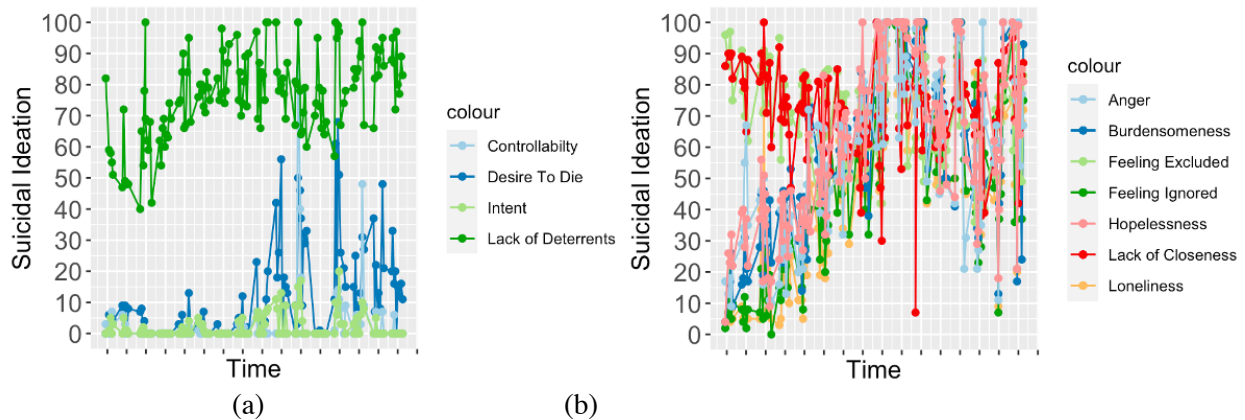 100
90
80
70
60
50
40
30
20
10
0
Suicidal Ideation
Time
colour
Controllabilty
Desire To Die
Intent
Lack of Deterrents
(a)
100
90
80
70
60
50
40
30
20
10
0
Suicidal Ideation
Time
colour
Anger
Burdensomeness
Feeling Excluded
Feeling Ignored
Hopelessness
Lack of Closeness
Loneliness
(b)